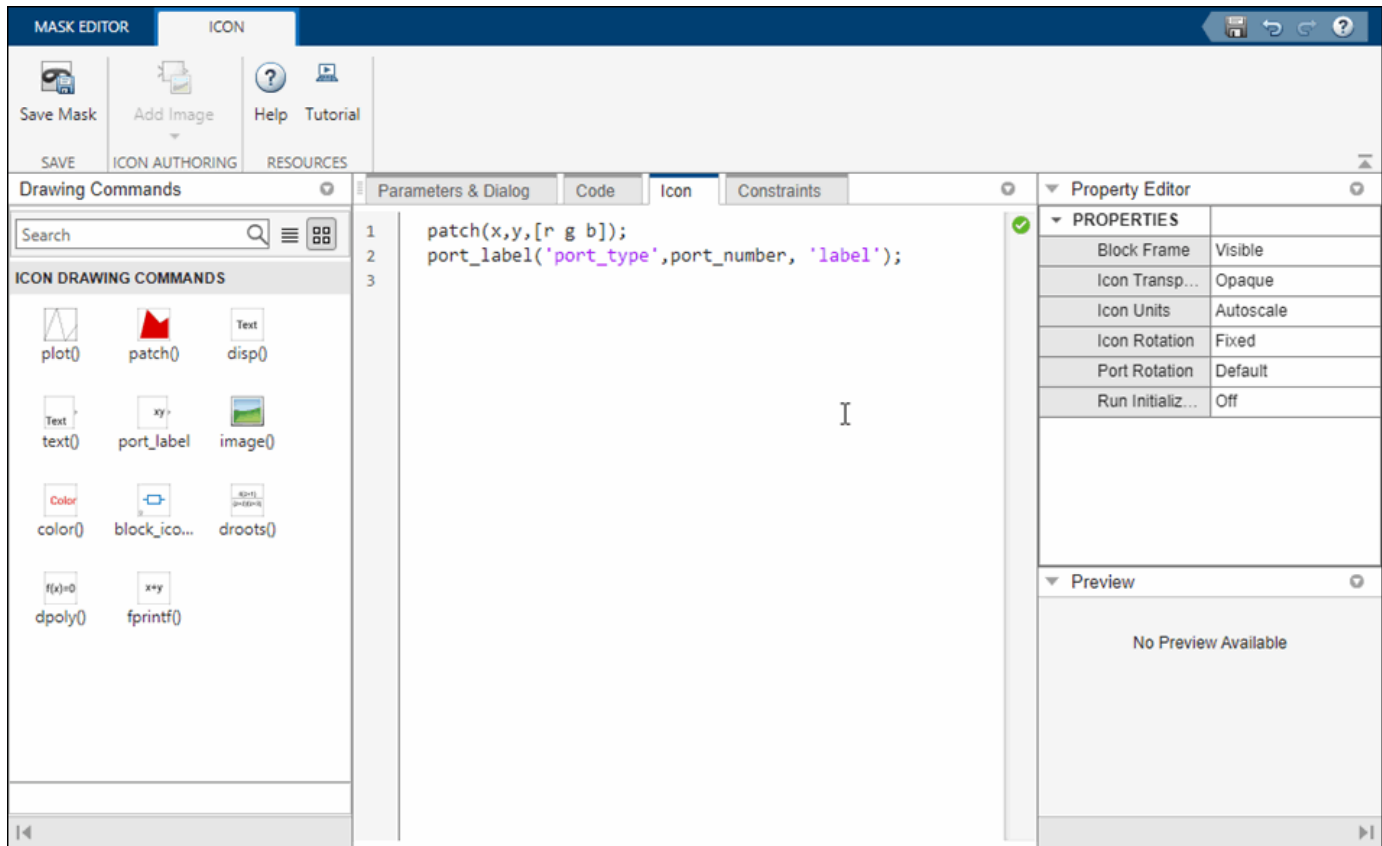 MASK EDITOR ICON
Save Mask Add Image Help Tutorial
SAVE ICON AUTHORING RESOURCES
Drawing Commands
Search
ICON DRAWING COMMANDS
plot() patch() Text disp()
Text text() xy port_label image()
Color color() block_ico... droots()
f(x)=0 dpoly() x+y fprintf()
Parameters & Dialog Code Icon Constraints
1 patch(x,y,[r g b]);
2 port_label('port_type',port_number, 'label');
3
Property Editor
PROPERTIES
Block Frame Visible
Icon Transp... Opaque
Icon Units Autoscale
Icon Rotation Fixed
Port Rotation Default
Run Initializ... Off
Preview
No Preview Available